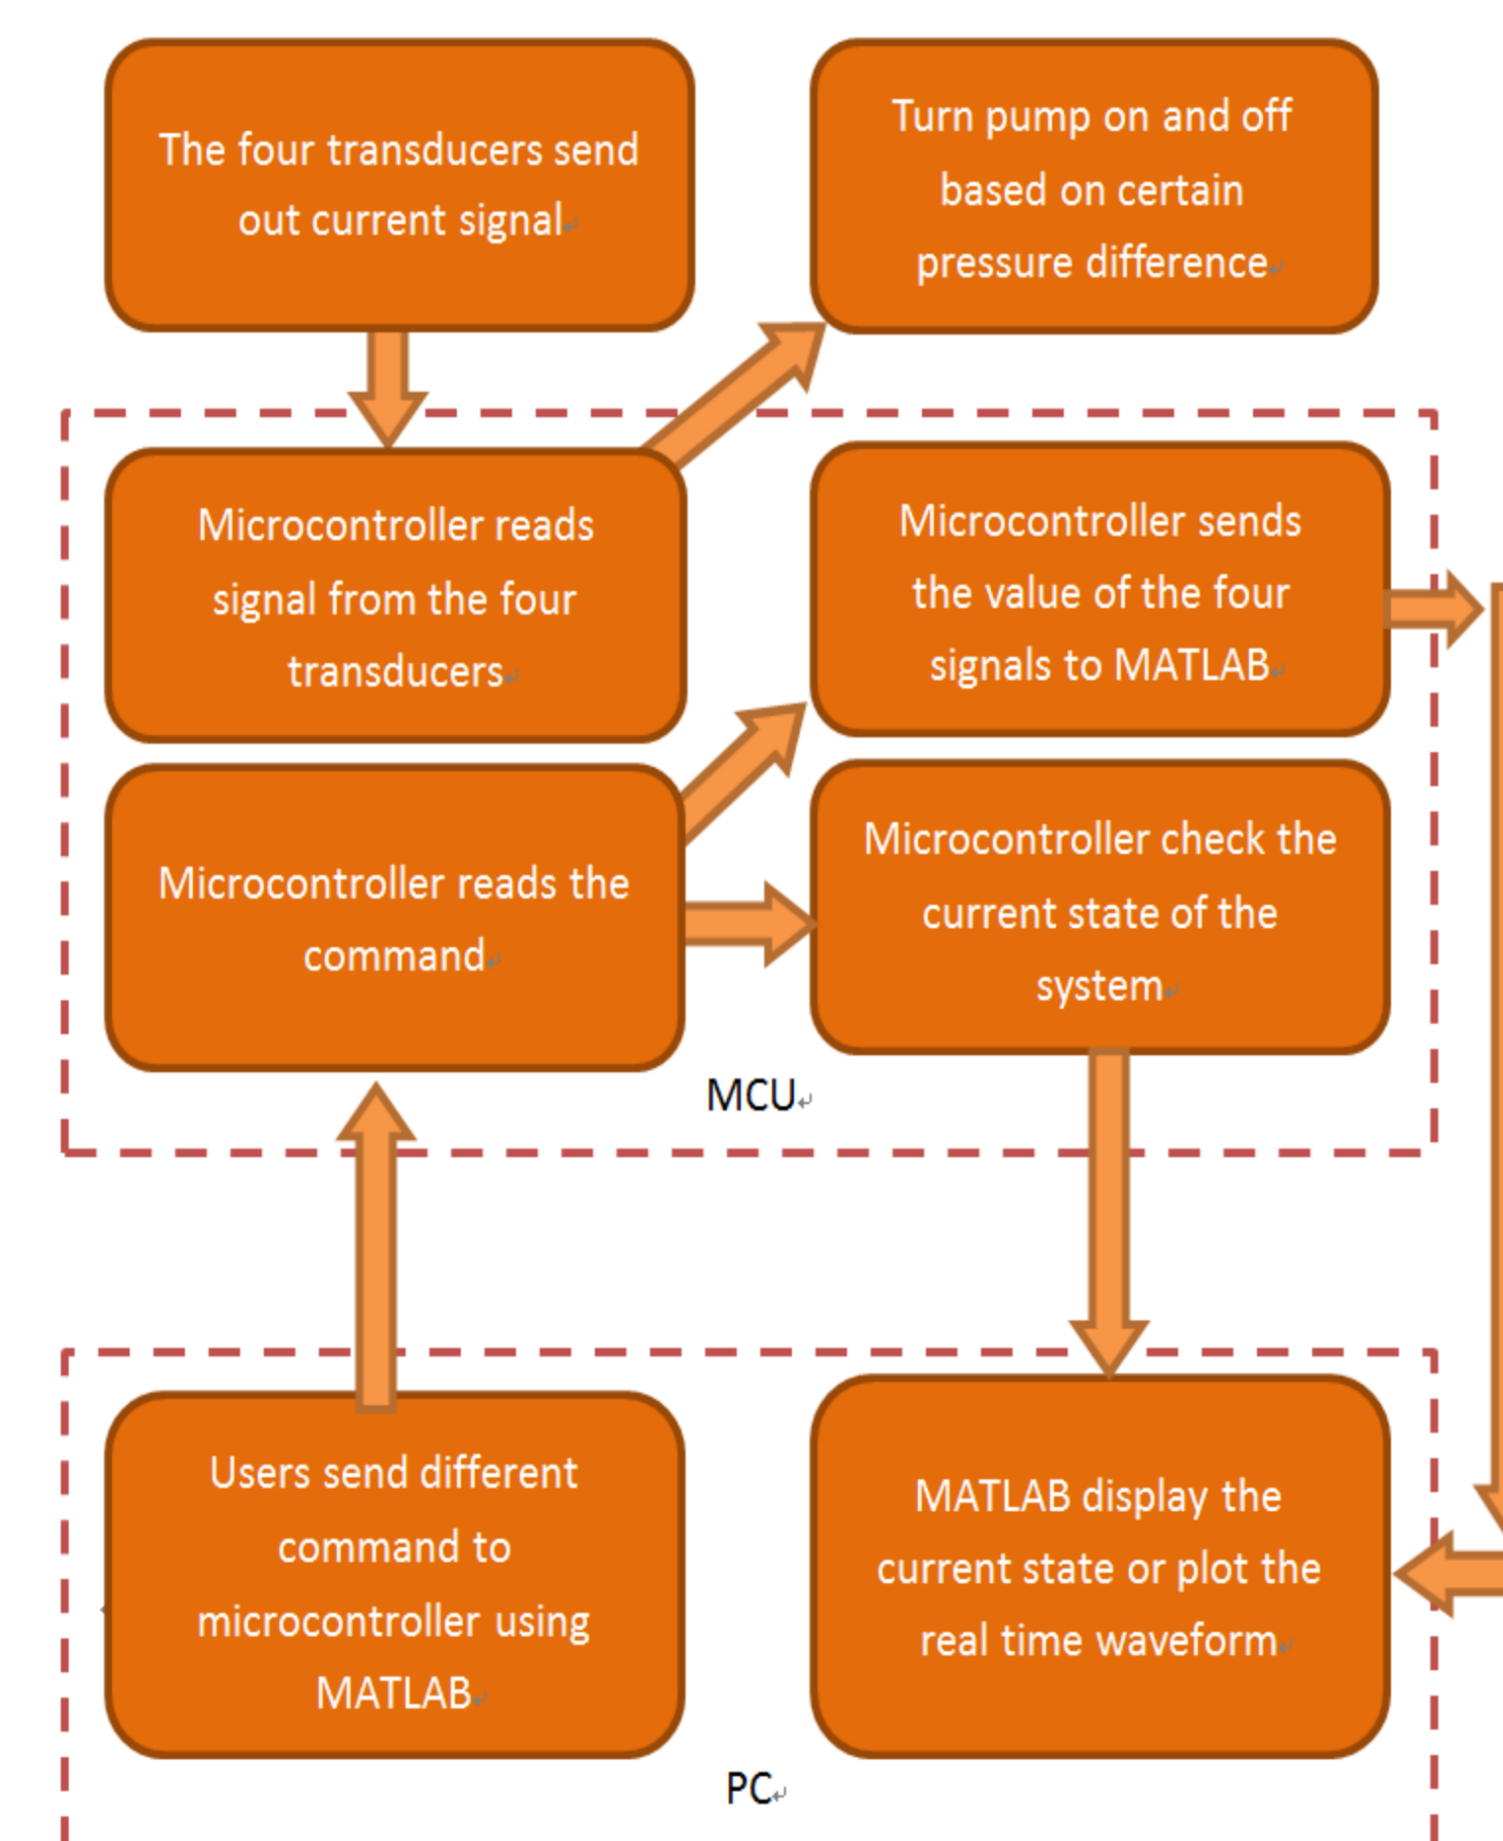 The four transducers send
out current signal
Turn pump on and off
based on certain
pressure difference
Microcontroller reads
signal from the four
transducers
Microcontroller sends
the value of the four
signals to MATLAB
Microcontroller reads the
command
Microcontroller check the
current state of the
system
MCU
Users send different
command to
microcontroller using
MATLAB
MATLAB display the
current state or plot the
real time waveform
PC